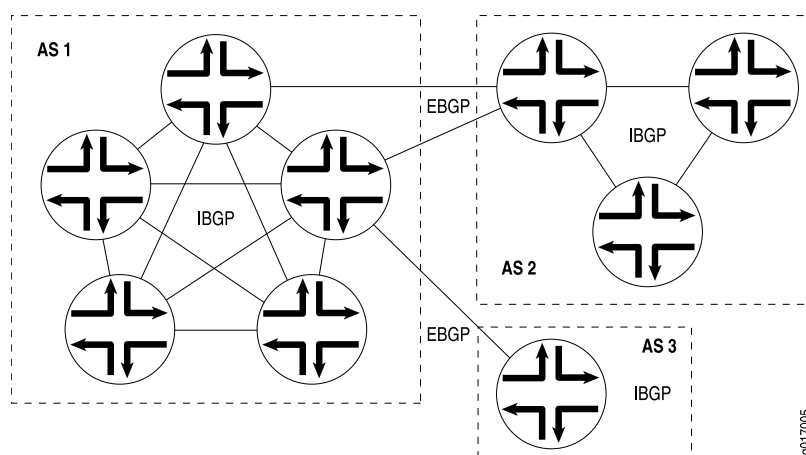 AS 1
EBGP
IBGP
IBGP
AS 2
EBGP
AS 3
IBGP
g017005